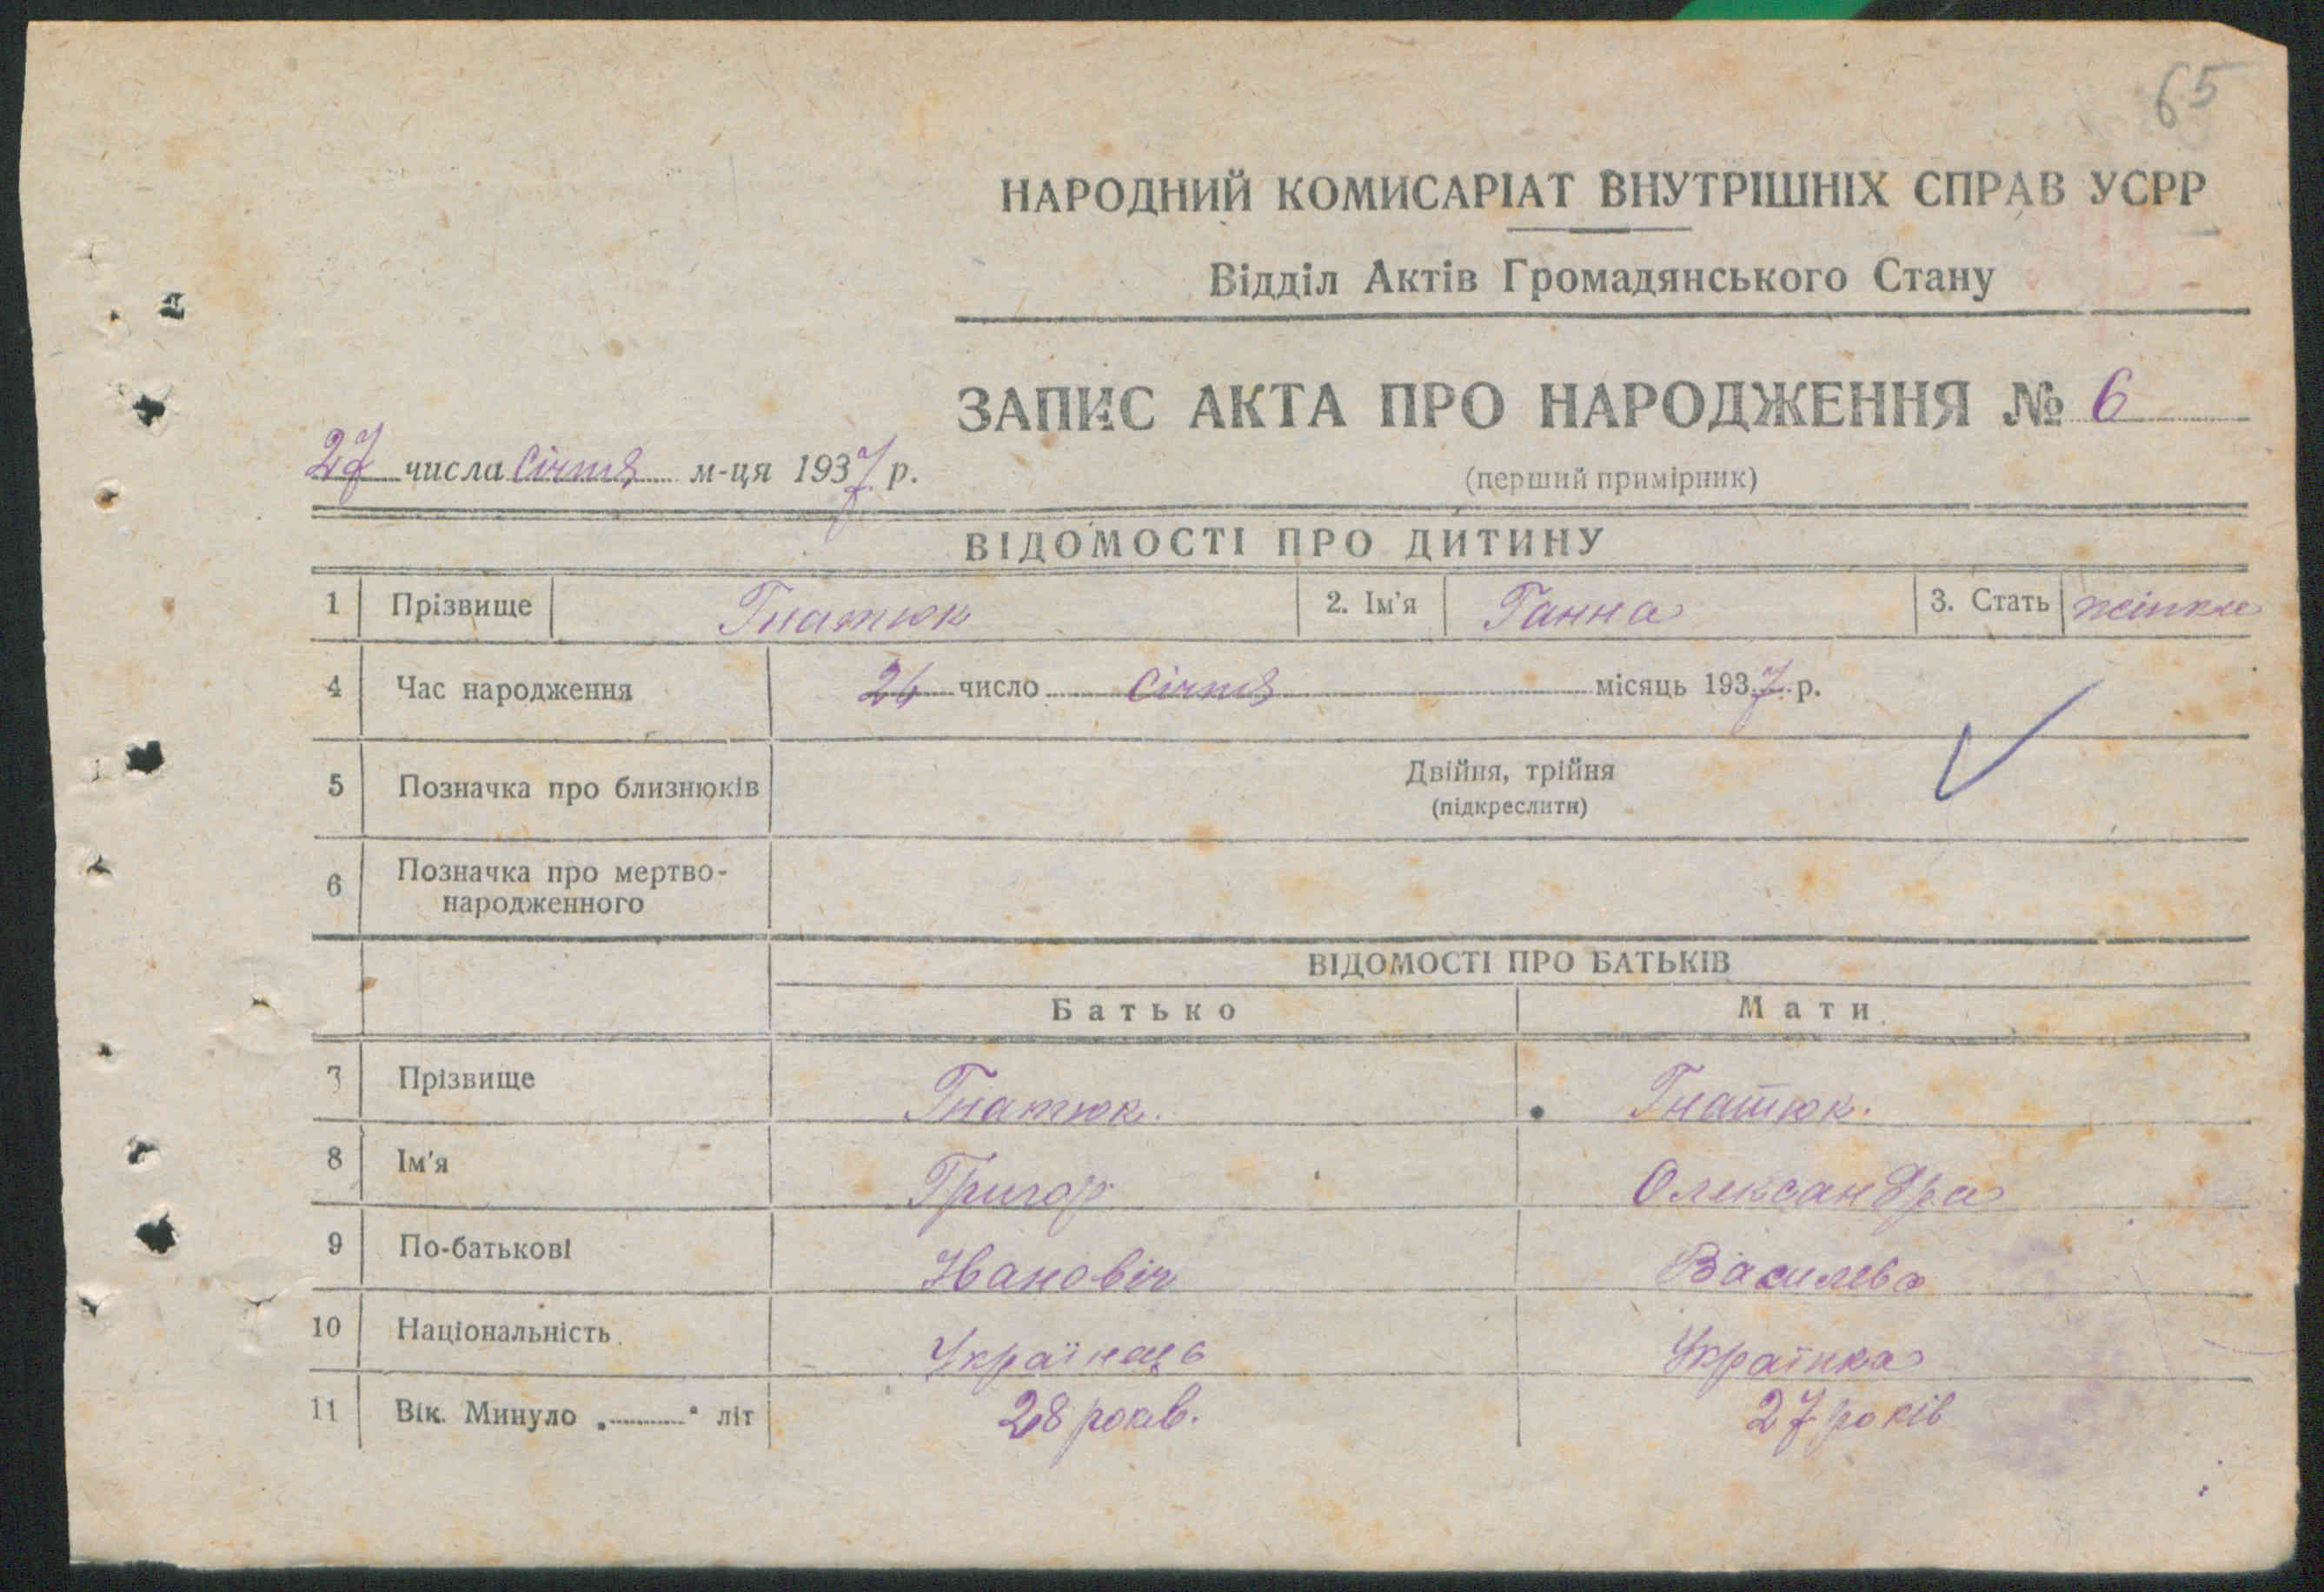 65
НАРОДНИЙ КОМИСАРІАТ ВНУТРІШНІХ СПРАВ УСРР
Відділ Актів Громадянського Стану
ЗАПИС АКТА ПРО НАРОДЖЕННЯ № 6
27 числа січня м-ця 1937 р.
(перший примірник)
ВІДОМОСТІ ПРО ДИТИНУ
1 Прізвище Гнатюк 2. Ім'я Ганна 3. Стать
4 Час народження число січня місяць 1937 р.
5 Позначка про близнюків Двійня, трійня
(підкреслити)
6 Позначка про мертво-
народженного
ВІДОМОСТІ ПРО БАТЬКІВ
Батько Мати
7 Прізвище Гнатюк. Гнатюк.
8 Ім'я Григор Олександра
9 По-батькові Івановіч Василева
10 Національність Українець Українка
11 Вік. Минуло „ “ літ 28 років. 27 років